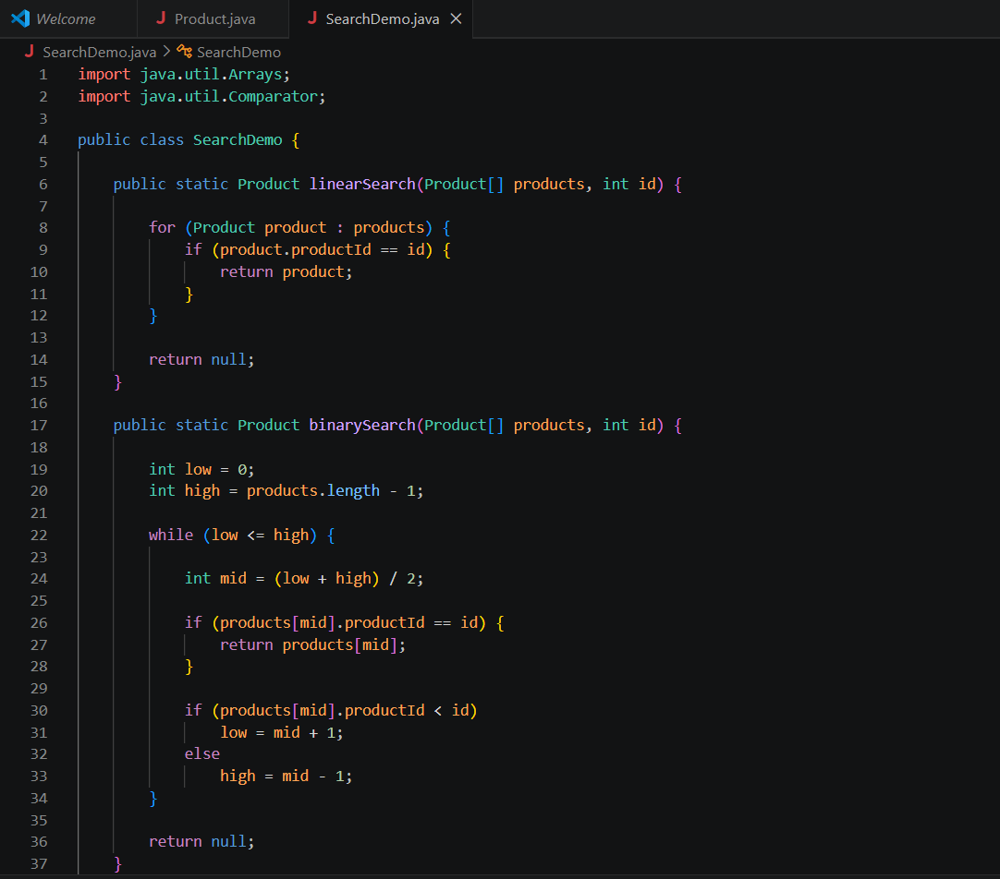 Welcome
Product.java
SearchDemo.java
SearchDemo.java > SearchDemo
1 import java.util.Arrays;
2 import java.util.Comparator;
3
4 public class SearchDemo {
5
6     public static Product linearSearch(Product[] products, int id) {
7
8         for (Product product : products) {
9             if (product.productId == id) {
10                 return product;
11             }
12         }
13
14         return null;
15     }
16
17     public static Product binarySearch(Product[] products, int id) {
18
19         int low = 0;
20         int high = products.length - 1;
21
22         while (low <= high) {
23
24             int mid = (low + high) / 2;
25
26             if (products[mid].productId == id) {
27                 return products[mid];
28             }
29
30             if (products[mid].productId < id)
31                 low = mid + 1;
32             else
33                 high = mid - 1;
34         }
35
36         return null;
37     }